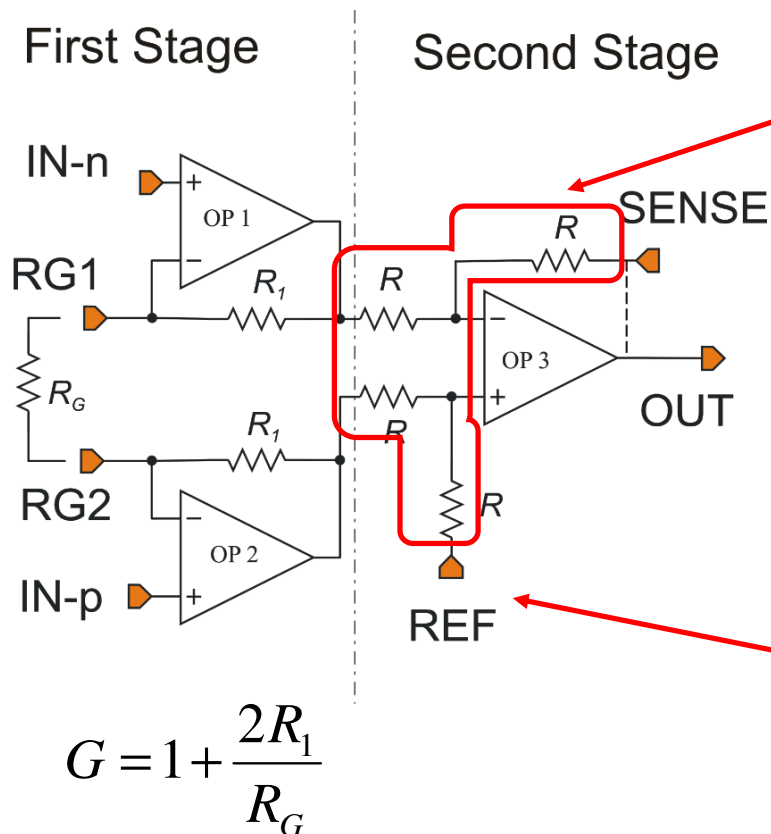 First Stage
Second Stage
IN-n
+
OP 1
−
SENSE
R
RG1
R1
R
−
OP 3
+
RG
OUT
R1
R
RG2
−
R
OP 2
IN-p
+
REF
G = 1 + 2R1/RG